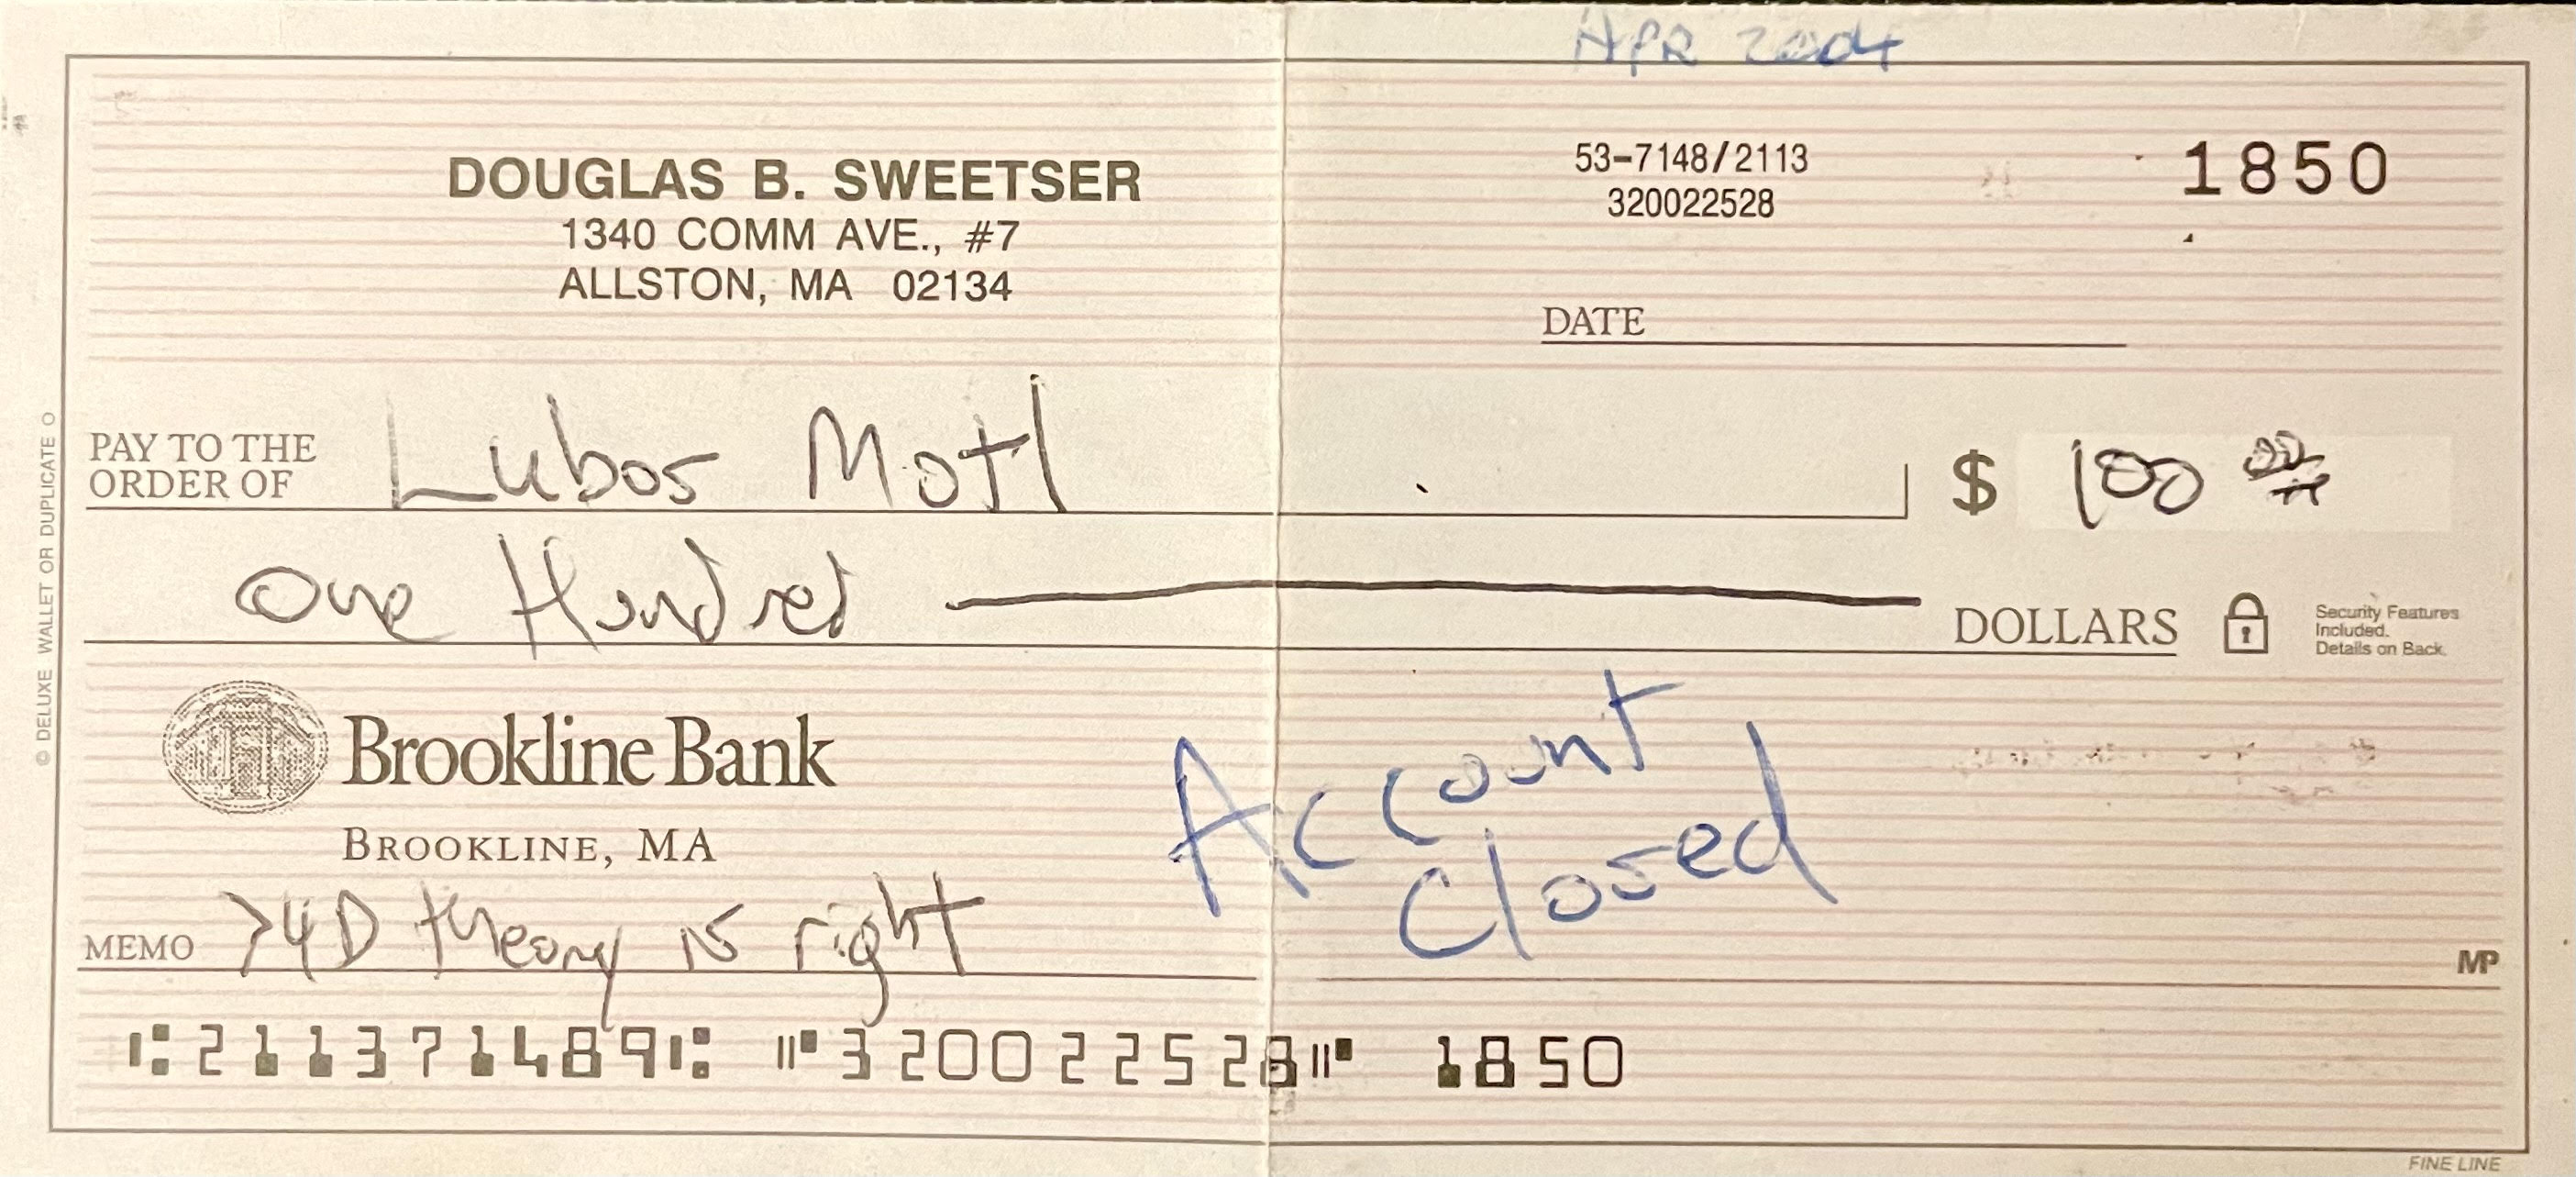 APR 2004
DOUGLAS B. SWEETSER
1340 COMM AVE., #7
ALLSTON, MA 02134
53-7148/2113
320022528
1850
DATE
PAY TO THE
ORDER OF
Lubos Motl
$ 100 00/xx
One Hundred
DOLLARS
Security Features
Included.
Details on Back.
Brookline Bank
BROOKLINE, MA
Account
Closed
MEMO >4D theory is right
MP
⑆211371489⑆ ⑈320022528⑈ 1850
© DELUXE WALLET OR DUPLICATE O
FINE LINE